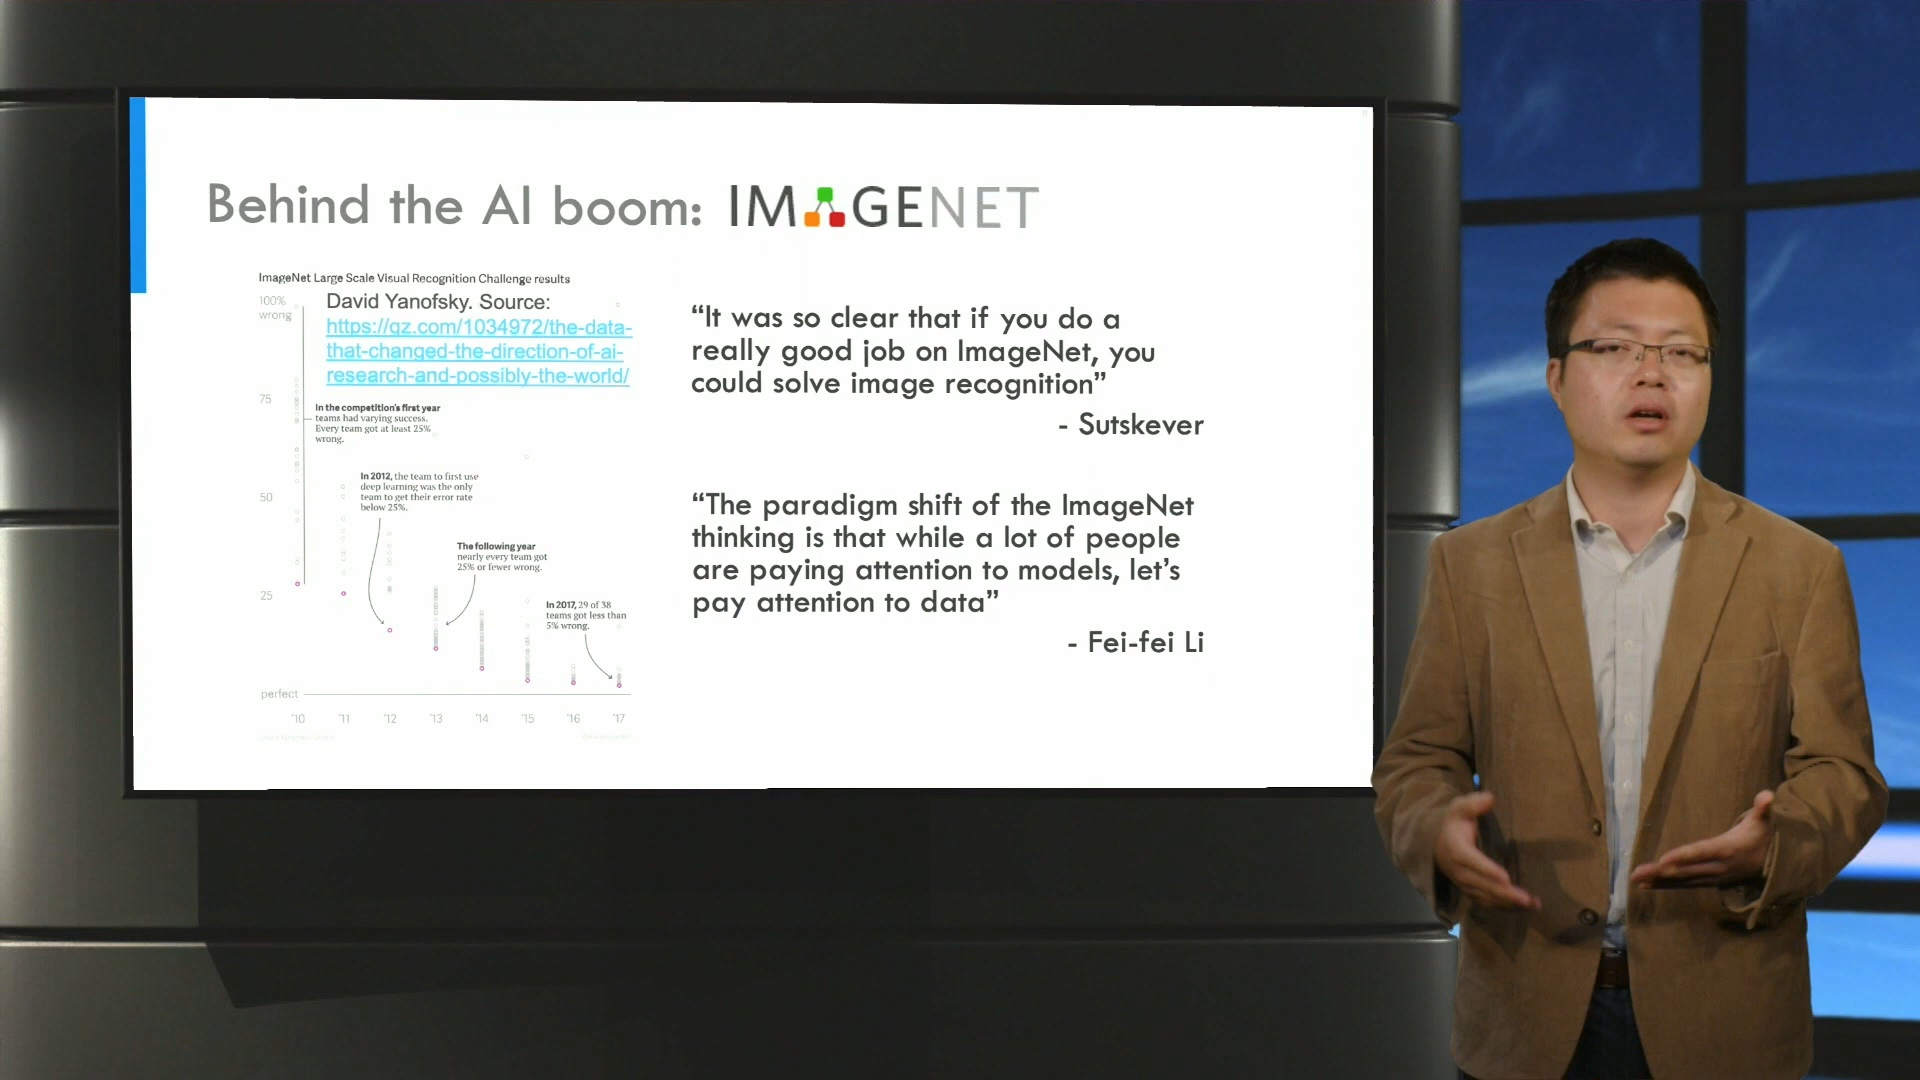 Behind the AI boom: IMAGENET
ImageNet Large Scale Visual Recognition Challenge results
100%
wrong
David Yanofsky. Source:
https://qz.com/1034972/the-data-
that-changed-the-direction-of-ai-
research-and-possibly-the-world/
75
In the competition's first year
teams had varying success.
Every team got at least 25%
wrong.
In 2012, the team to first use
deep learning was the only
team to get their error rate
below 25%.
50
The following year
nearly every team got
25% or fewer wrong.
25
In 2017, 29 of 38
teams got less than
5% wrong.
perfect
'10 '11 '12 '13 '14 '15 '16 '17
“It was so clear that if you do a
really good job on ImageNet, you
could solve image recognition”
- Sutskever
“The paradigm shift of the ImageNet
thinking is that while a lot of people
are paying attention to models, let’s
pay attention to data”
- Fei-fei Li